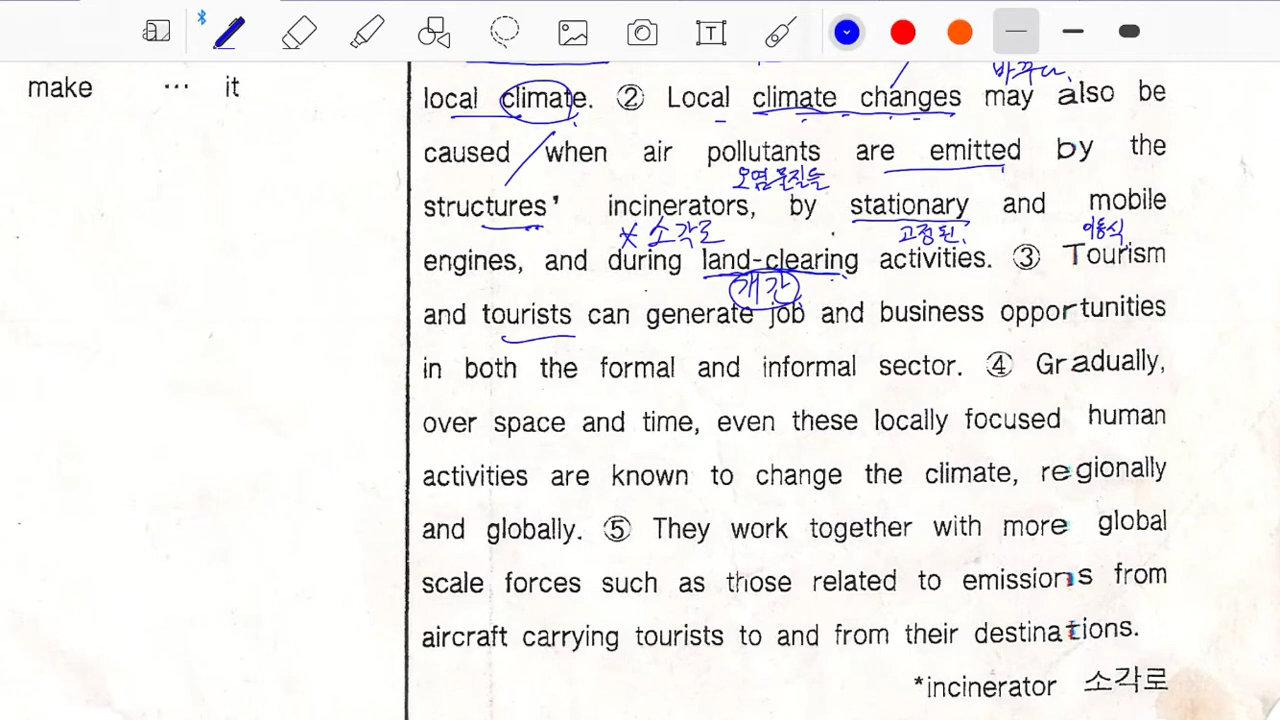 make ... it
바꾸다.
local climate. ② Local climate changes may also be
caused when air pollutants are emitted by the
오염물질들
structures' incinerators, by stationary and mobile
* 소각로 고정된. 이동식
engines, and during land-clearing activities. ③ Tourism
개간
and tourists can generate job and business opportunities
in both the formal and informal sector. ④ Gradually,
over space and time, even these locally focused human
activities are known to change the climate, regionally
and globally. ⑤ They work together with more global
scale forces such as those related to emissions from
aircraft carrying tourists to and from their destinations.
*incinerator 소각로